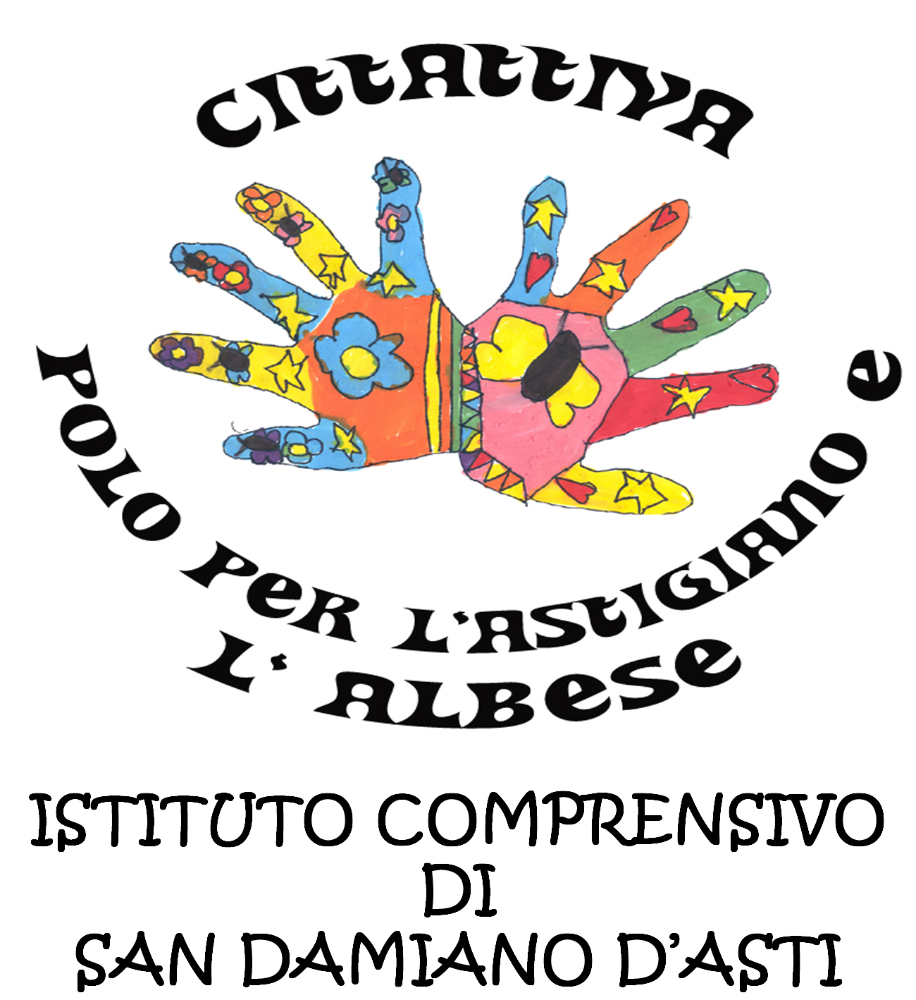 CITTATTIVA
POLO PER L'ASTIGIANO E
L' ALBESE
ISTITUTO COMPRENSIVO
DI
SAN DAMIANO D'ASTI